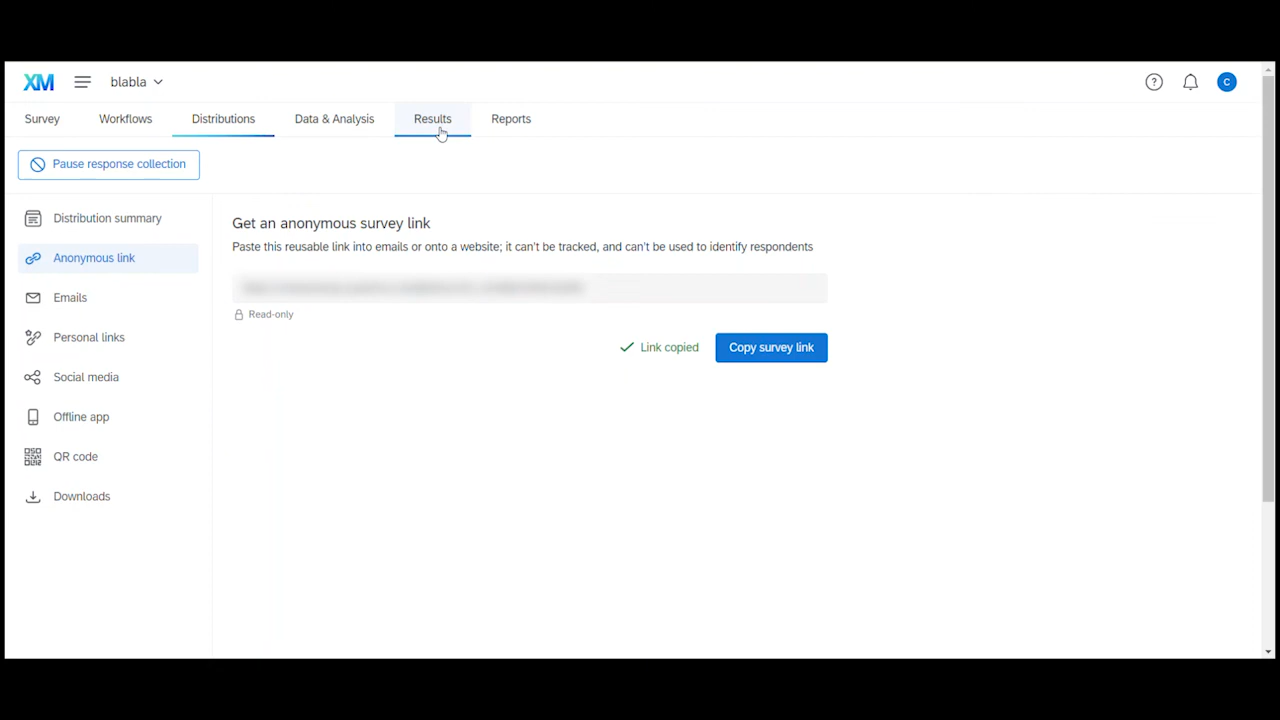 XM
blabla
C
Survey
Workflows
Distributions
Data & Analysis
Results
Reports
Pause response collection
Distribution summary
Anonymous link
Emails
Personal links
Social media
Offline app
QR code
Downloads
Get an anonymous survey link
Paste this reusable link into emails or onto a website; it can't be tracked, and can't be used to identify respondents
Read-only
Link copied
Copy survey link